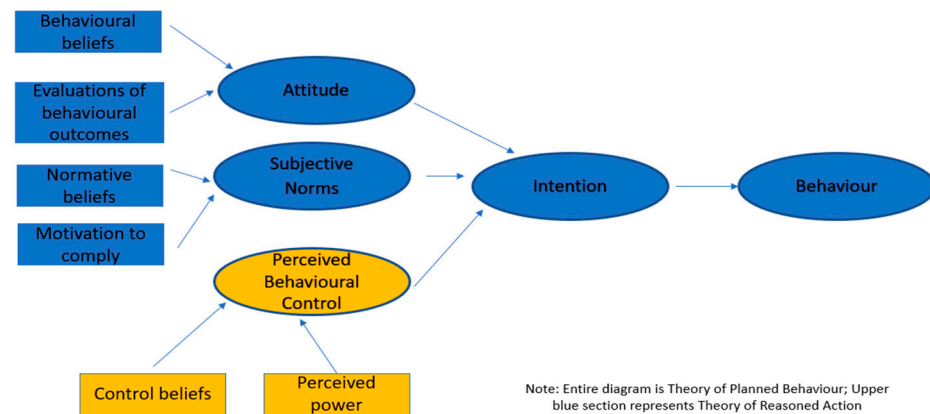 Behavioural
beliefs
Evaluations of
behavioural
outcomes
Attitude
Normative
beliefs
Subjective
Norms
Motivation to
comply
Intention
Behaviour
Perceived
Behavioural
Control
Control beliefs
Perceived
power
Note: Entire diagram is Theory of Planned Behaviour; Upper
blue section represents Theory of Reasoned Action